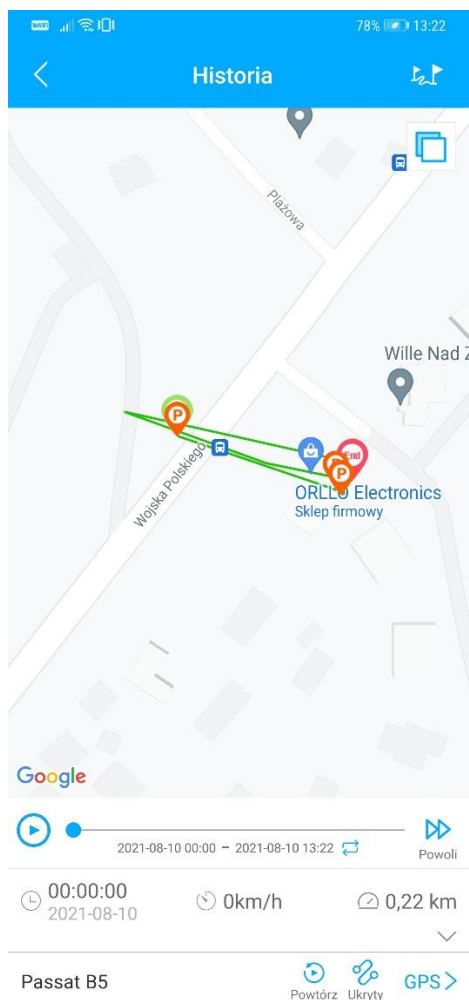 78% 13:22
Historia
Plażowa
Wille Nad Z
P
Wojska Polskiego
End
P
ORLLO Electronics
Sklep firmowy
Google
2021-08-10 00:00 – 2021-08-10 13:22
Powoli
00:00:00
2021-08-10
0km/h
0,22 km
Passat B5
Powtórz
Ukryty
GPS